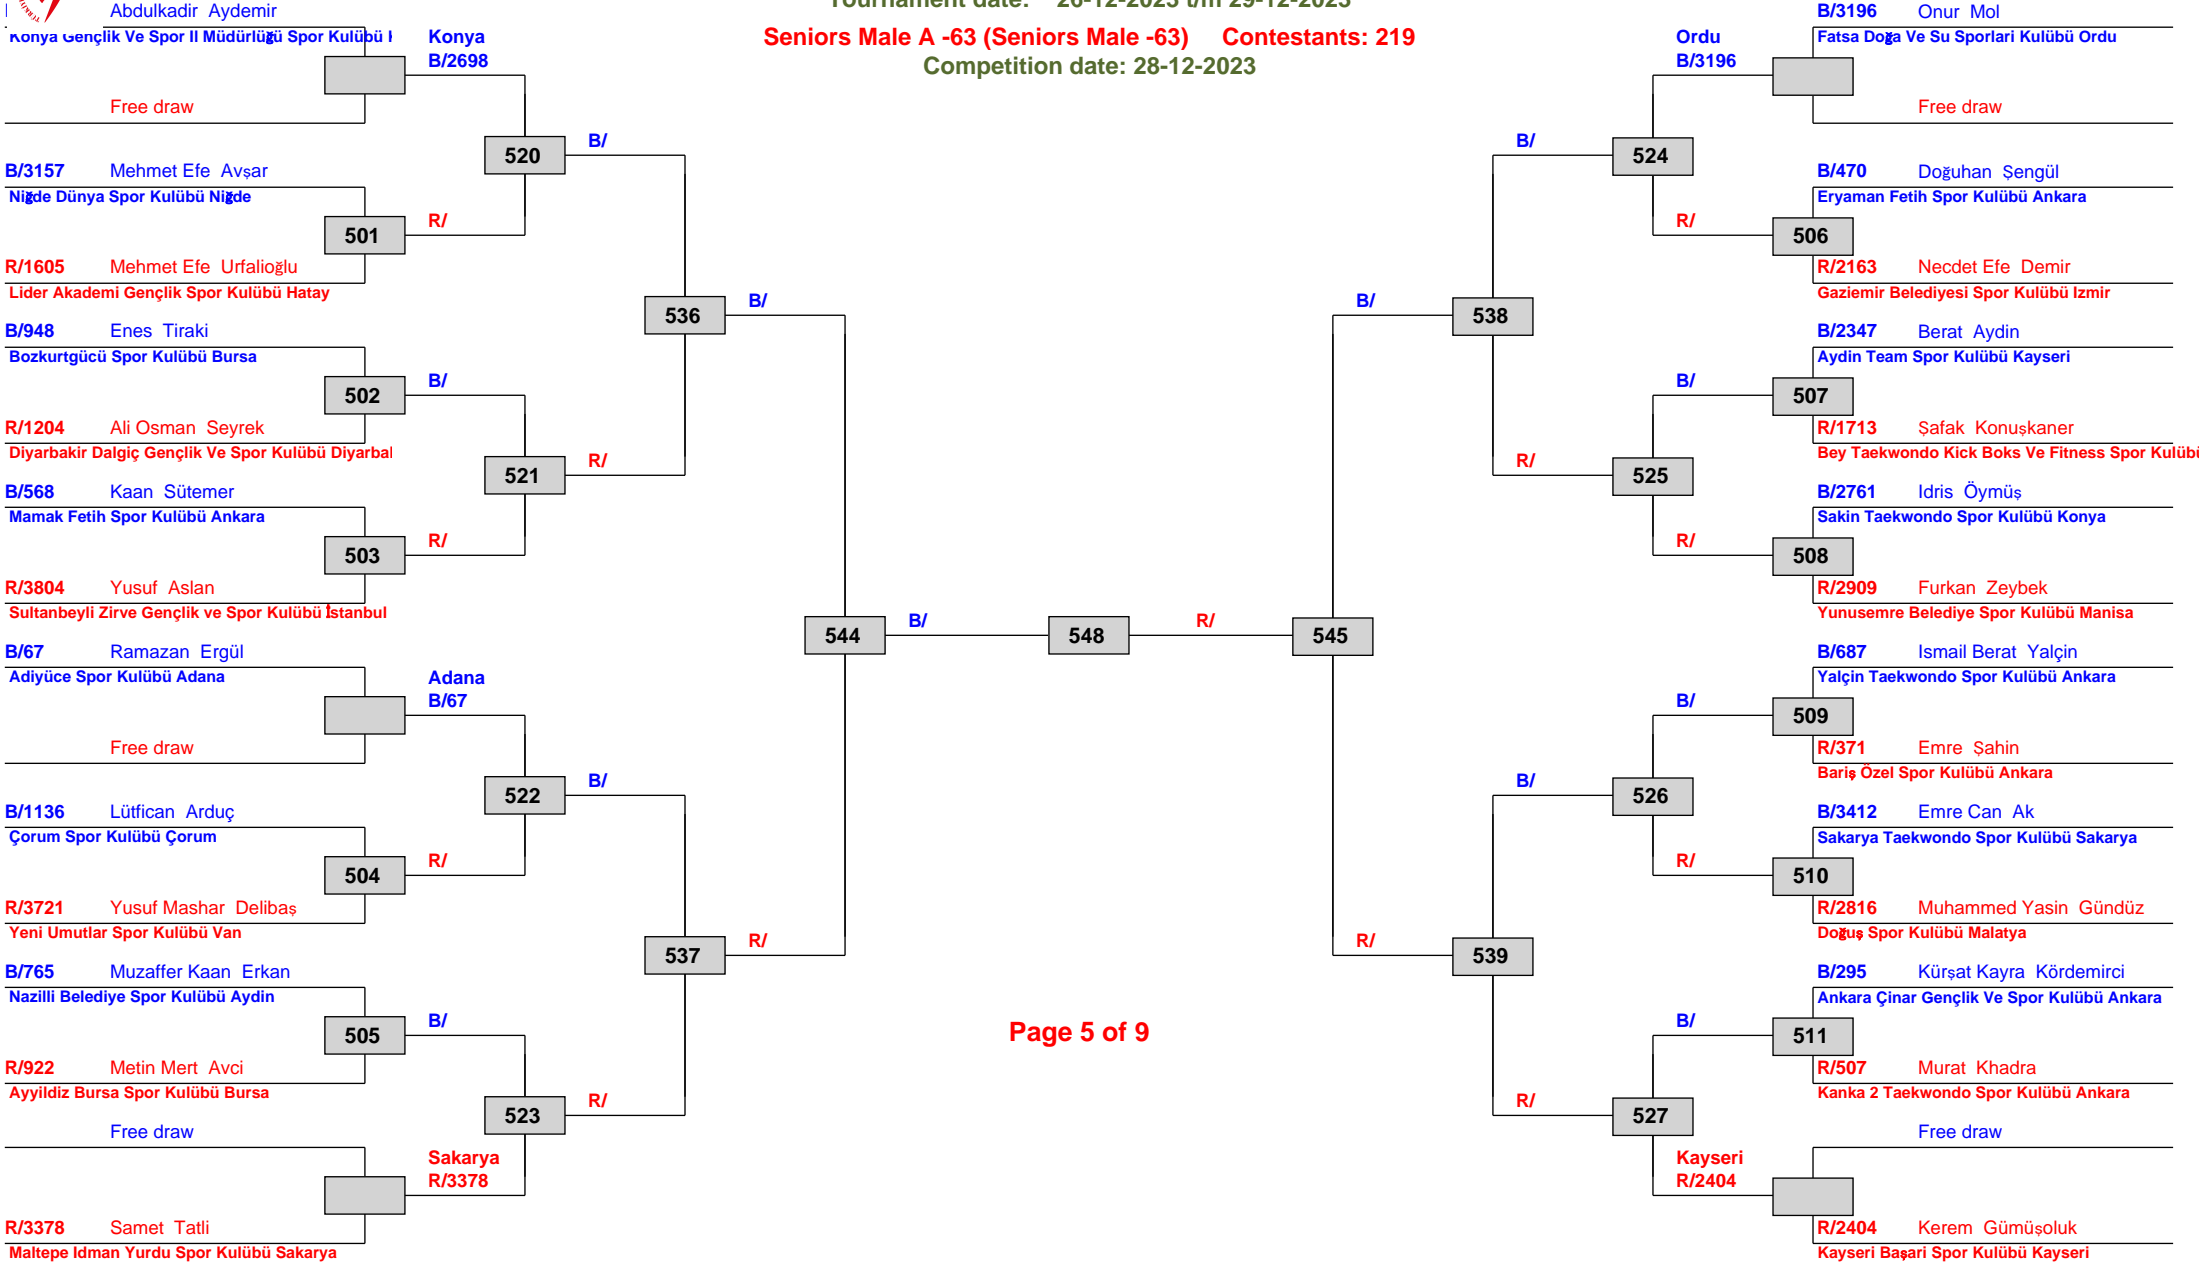 Tournament date: 26-12-2023 t/m 29-12-2023
Seniors Male A -63 (Seniors Male -63) Contestants: 219
Competition date: 28-12-2023
Abdulkadir Aydemir
Konya Gençlik Ve Spor Il Müdürlüğü Spor Kulübü
Free draw
Konya
B/2698
B/3157 Mehmet Efe Avşar
Niğde Dünya Spor Kulübü Niğde
501
R/
R/1605 Mehmet Efe Urfalioğlu
Lider Akademi Gençlik Spor Kulübü Hatay
520
B/
B/948 Enes Tiraki
Bozkurtgücü Spor Kulübü Bursa
502
B/
R/1204 Ali Osman Seyrek
Diyarbakir Dalgiç Gençlik Ve Spor Kulübü Diyarbal
521
R/
B/568 Kaan Sütemer
Mamak Fetih Spor Kulübü Ankara
503
R/
R/3804 Yusuf Aslan
Sultanbeyli Zirve Gençlik ve Spor Kulübü İstanbul
536
B/
B/67 Ramazan Ergül
Adiyüce Spor Kulübü Adana
Free draw
Adana
B/67
522
B/
B/1136 Lütfican Arduç
Çorum Spor Kulübü Çorum
504
R/
R/3721 Yusuf Mashar Delibaş
Yeni Umutlar Spor Kulübü Van
537
R/
B/765 Muzaffer Kaan Erkan
Nazilli Belediye Spor Kulübü Aydin
505
B/
R/922 Metin Mert Avci
Ayyildiz Bursa Spor Kulübü Bursa
523
R/
Free draw
Sakarya
R/3378
R/3378 Samet Tatli
Maltepe Idman Yurdu Spor Kulübü Sakarya
544
B/
548
R/
545
Page 5 of 9
B/3196 Onur Mol
Fatsa Doğa Ve Su Sporlari Kulübü Ordu
Ordu
B/3196
Free draw
B/
524
B/470 Doğuhan Şengül
Eryaman Fetih Spor Kulübü Ankara
R/
506
R/2163 Necdet Efe Demir
Gaziemir Belediyesi Spor Kulübü Izmir
B/
538
B/2347 Berat Aydin
Aydin Team Spor Kulübü Kayseri
B/
507
R/1713 Şafak Konuşkaner
Bey Taekwondo Kick Boks Ve Fitness Spor Kulübü
R/
525
B/2761 Idris Öymüş
Sakin Taekwondo Spor Kulübü Konya
R/
508
R/2909 Furkan Zeybek
Yunusemre Belediye Spor Kulübü Manisa
B/687 Ismail Berat Yalçin
Yalçin Taekwondo Spor Kulübü Ankara
B/
509
R/371 Emre Şahin
Bariş Özel Spor Kulübü Ankara
B/
526
B/3412 Emre Can Ak
Sakarya Taekwondo Spor Kulübü Sakarya
R/
510
R/2816 Muhammed Yasin Gündüz
Doğuş Spor Kulübü Malatya
R/
539
B/295 Kürşat Kayra Kördemirci
Ankara Çinar Gençlik Ve Spor Kulübü Ankara
B/
511
R/507 Murat Khadra
Kanka 2 Taekwondo Spor Kulübü Ankara
R/
527
Free draw
Kayseri
R/2404
R/2404 Kerem Gümüşoluk
Kayseri Başari Spor Kulübü Kayseri